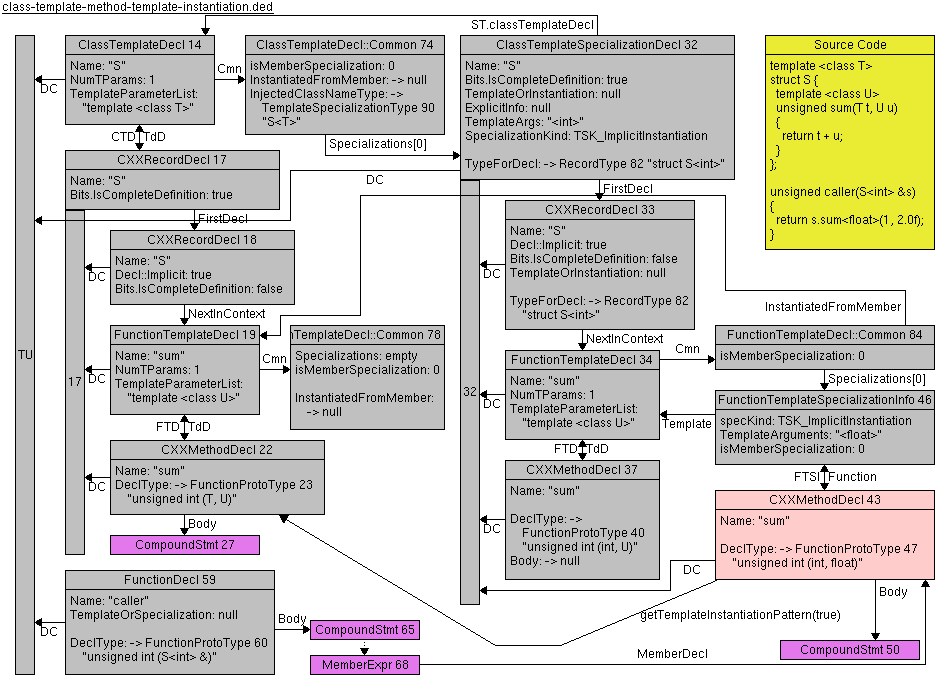 class-template-method-template-instantiation.ded
ST.classTemplateDecl
ClassTemplateDecl 14
Name: "S"
NumTParams: 1
TemplateParameterList:
"template <class T>"
DC
Cmn
ClassTemplateDecl::Common 74
isMemberSpecialization: 0
InstantiatedFromMember: -> null
InjectedClassNameType: ->
TemplateSpecializationType 90
"S<T>"
Specializations[0]
ClassTemplateSpecializationDecl 32
Name: "S"
Bits.IsCompleteDefinition: true
TemplateOrInstantiation: null
ExplicitInfo: null
TemplateArgs: "<int>"
SpecializationKind: TSK_ImplicitInstantiation
TypeForDecl: -> RecordType 82 "struct S<int>"
Source Code
template <class T>
struct S {
template <class U>
unsigned sum(T t, U u)
{
return t + u;
}
};
unsigned caller(S<int> &s)
{
return s.sum<float>(1, 2.0f);
}
CTD TdD
CXXRecordDecl 17
Name: "S"
Bits.IsCompleteDefinition: true
DC
FirstDecl
FirstDecl
CXXRecordDecl 18
Name: "S"
Decl::Implicit: true
Bits.IsCompleteDefinition: false
DC
NextInContext
CXXRecordDecl 33
Name: "S"
Decl::Implicit: true
Bits.IsCompleteDefinition: false
TemplateOrInstantiation: null
TypeForDecl: -> RecordType 82
"struct S<int>"
DC
NextInContext
InstantiatedFromMember
TU
17
32
FunctionTemplateDecl 19
Name: "sum"
NumTParams: 1
TemplateParameterList:
"template <class U>"
DC
Cmn
nTemplateDecl::Common 78
Specializations: empty
isMemberSpecialization: 0
InstantiatedFromMember:
-> null
FunctionTemplateDecl 34
Name: "sum"
NumTParams: 1
TemplateParameterList:
"template <class U>"
DC
Cmn
FunctionTemplateDecl::Common 84
isMemberSpecialization: 0
Specializations[0]
FunctionTemplateSpecializationInfo 46
specKind: TSK_ImplicitInstantiation
TemplateArguments: "<float>"
isMemberSpecialization: 0
Template
FTD TdD
CXXMethodDecl 22
Name: "sum"
DeclType: -> FunctionProtoType 23
"unsigned int (T, U)"
DC
Body
CompoundStmt 27
FTD TdD
CXXMethodDecl 37
Name: "sum"
DeclType: ->
FunctionProtoType 40
"unsigned int (int, U)"
Body: -> null
DC
FTSI Function
CXXMethodDecl 43
Name: "sum"
DeclType: -> FunctionProtoType 47
"unsigned int (int, float)"
DC
Body
getTemplateInstantiationPattern(true)
CompoundStmt 50
FunctionDecl 59
Name: "caller"
TemplateOrSpecialization: null
DeclType: -> FunctionProtoType 60
"unsigned int (S<int> &)"
DC
Body
CompoundStmt 65
MemberExpr 68
MemberDecl